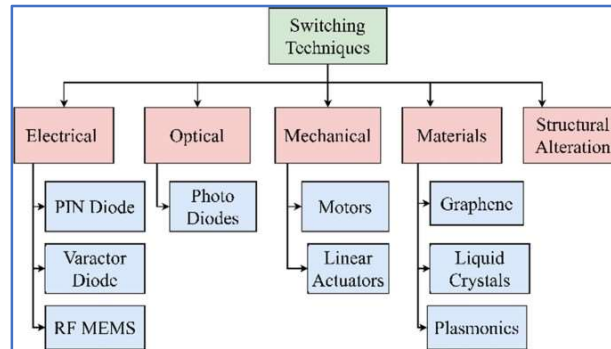 Switching
Techniques
Electrical
Optical
Mechanical
Materials
Structural
Alteration
PIN Diode
Photo
Diodes
Motors
Graphene
Varactor
Diode
Linear
Actuators
Liquid
Crystals
RF MEMS
Plasmonics